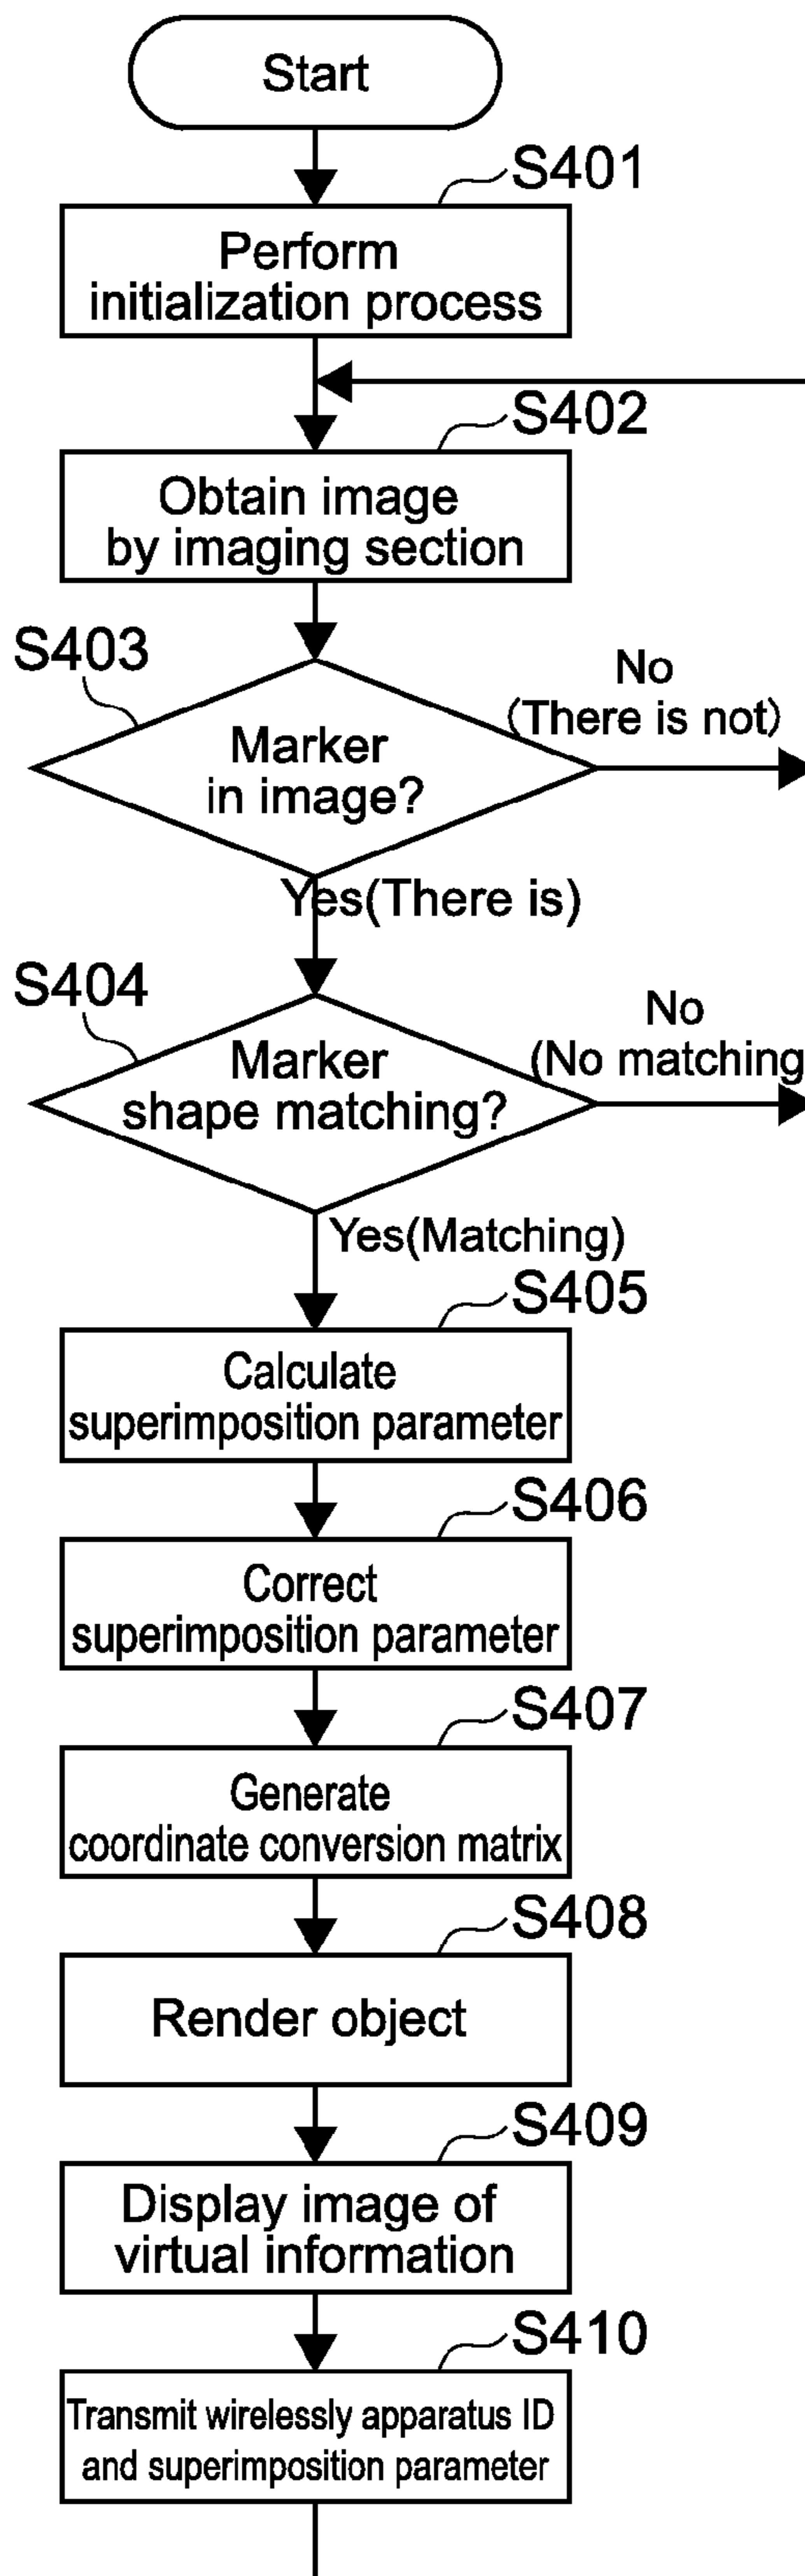 Start
S401
Perform
initialization process
S402
Obtain image
by imaging section
S403
Marker
in image?
No
(There is not)
Yes(There is)
S404
Marker
shape matching?
No
(No matching
Yes(Matching)
S405
Calculate
superimposition parameter
S406
Correct
superimposition parameter
S407
Generate
coordinate conversion matrix
S408
Render object
S409
Display image of
virtual information
S410
Transmit wirelessly apparatus ID
and superimposition parameter